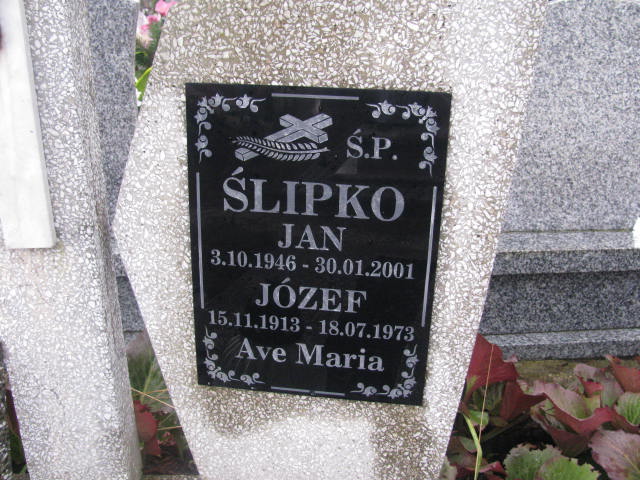 Ś.P.
ŚLIPKO
JAN
3.10.1946 - 30.01.2001
JÓZEF
15.11.1913 - 18.07.1973
Ave Maria